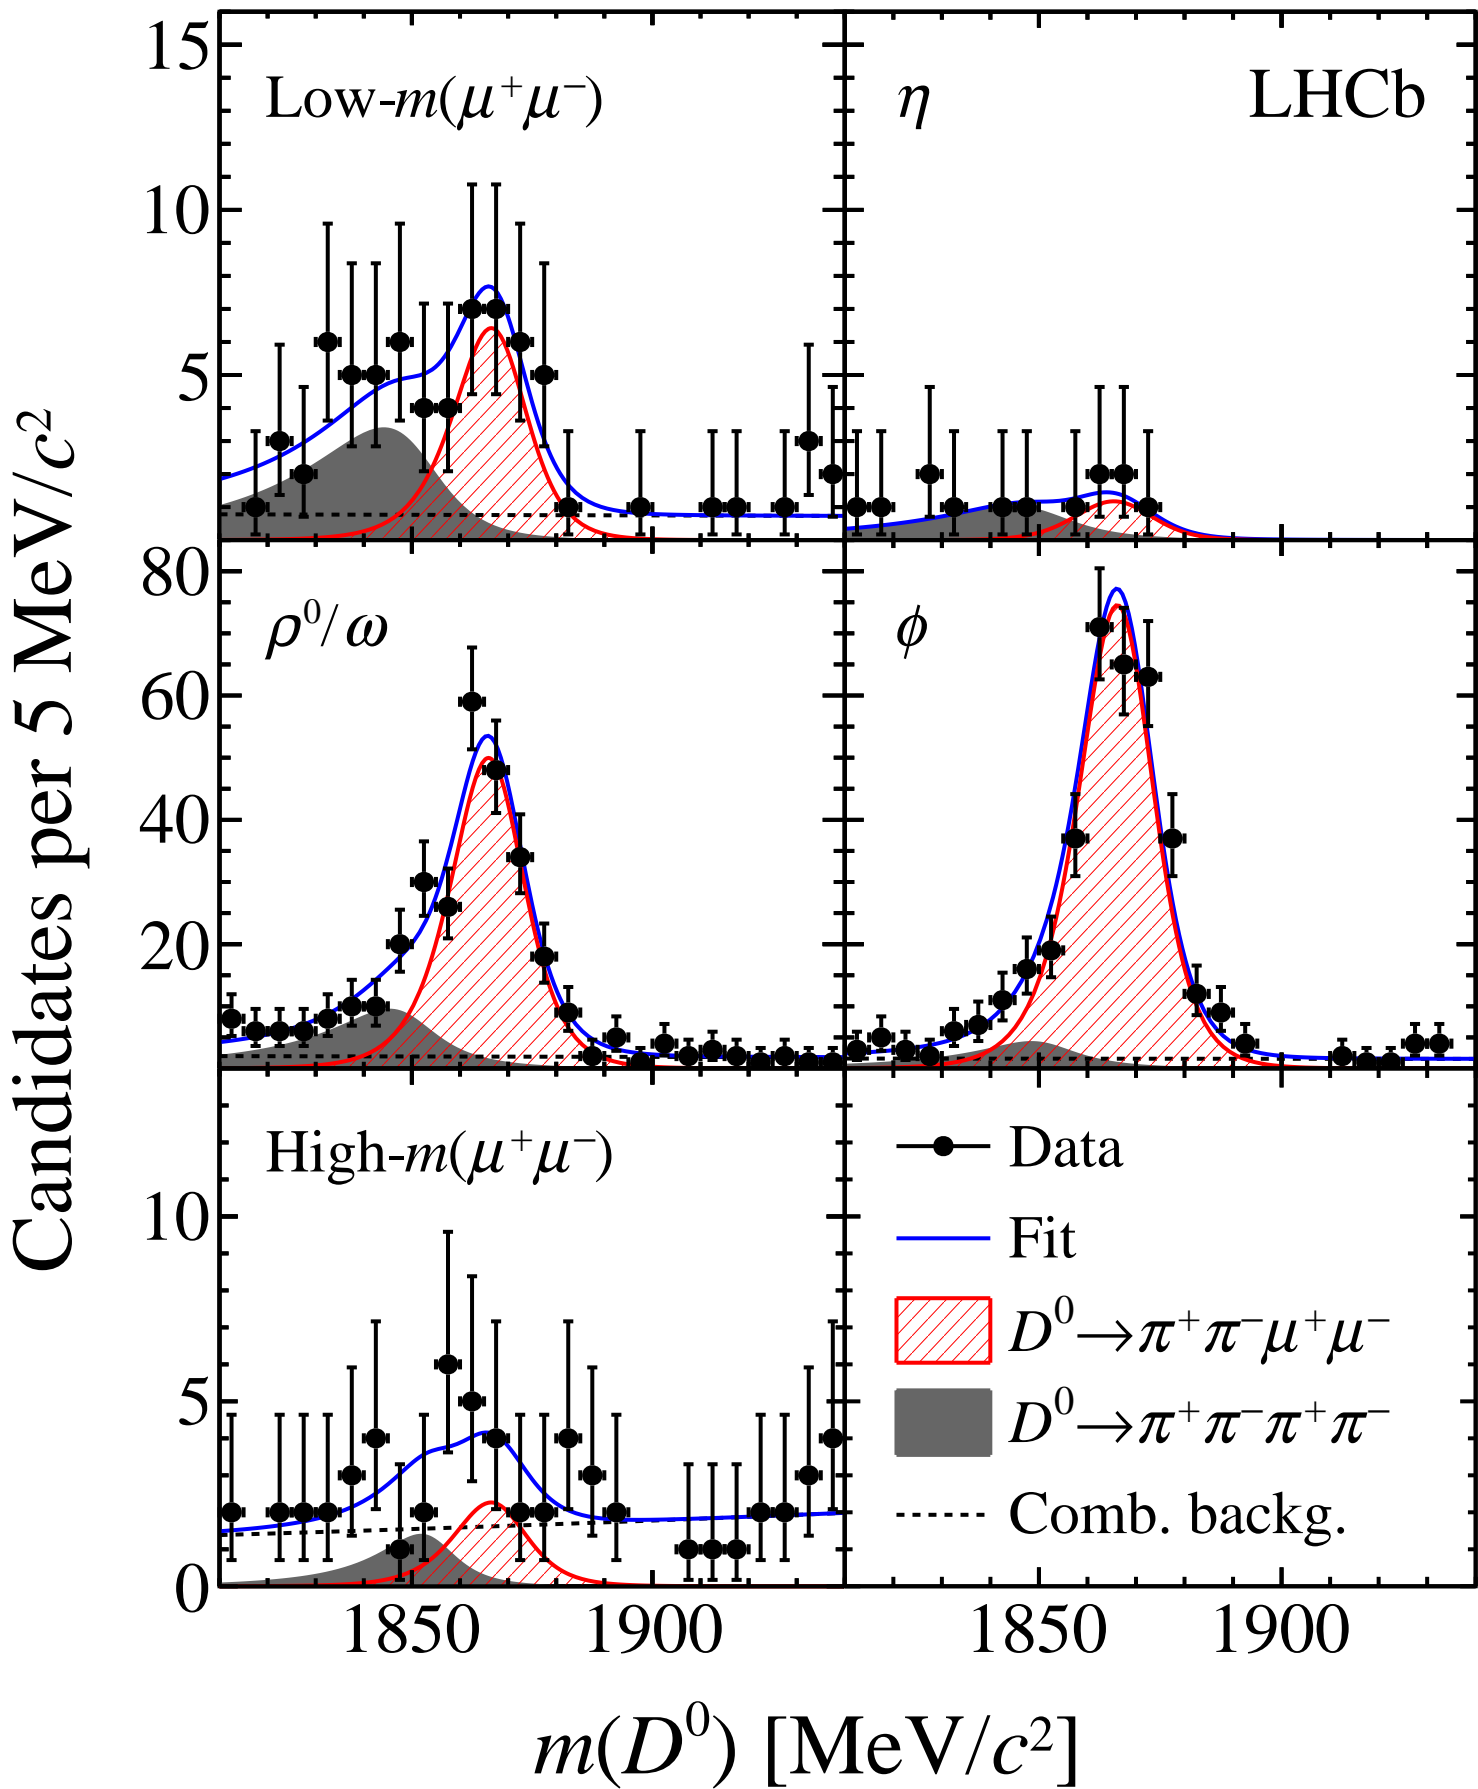 Candidates per 5 MeV/c²
15
10
5
Low-m(μ⁺μ⁻)
η
LHCb
80
60
40
20
ρ⁰/ω
ϕ
10
5
0
High-m(μ⁺μ⁻)
Data
Fit
D⁰→π⁺π⁻μ⁺μ⁻
D⁰→π⁺π⁻π⁺π⁻
Comb. backg.
1850 1900 1850 1900
m(D⁰) [MeV/c²]